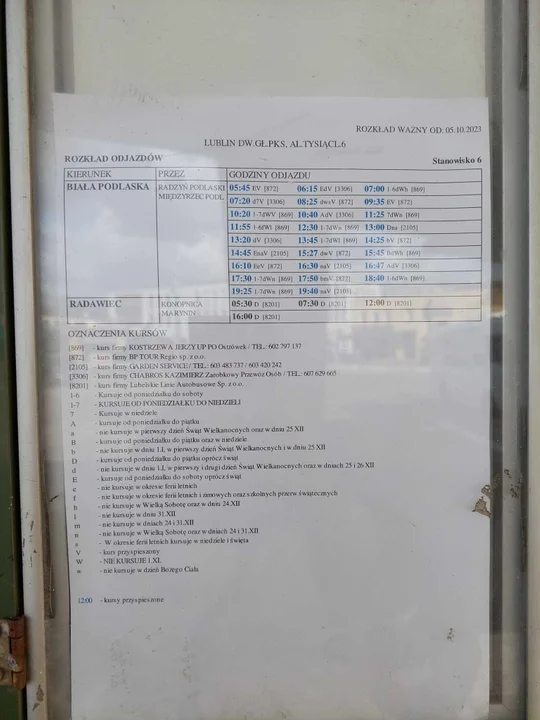 ROZKŁAD WAŻNY OD. 05.10.2023
LUBLIN DW.GŁ.PKS, AL.TYSIĄCL.6
ROZKŁAD ODJAZDÓW Stanowisko 6
KIERUNEK PRZEZ GODZINY ODJAZDU
BIAŁA PODLASKA RADZYŃ PODLASKI 05:45 EV [872] 06:15 EdV [3306] 07:00 1-6dWb [869]
MIĘDZYRZEC PODL. 07:20 d7V [3306] 08:25 dwsV [872] 09:35 EV [872]
10:20 1-7dWV [869] 10:40 AdV [3306] 11:25 7dWn [869]
11:55 1-6dWl [869] 12:30 1-7dWn [869] 13:00 Dna [2105]
13:20 dV [3306] 13:45 1-7dWl [869] 14:25 bV [872]
14:45 EnaV [2105] 15:27 dwV [872] 15:45 BdWh [869]
16:10 EeV [872] 16:30 naV [2105] 16:47 AdV [3306]
17:30 1-7dWn [869] 17:50 bmV [872] 18:40 1-6dWn [869]
19:25 1-7dWn [869] 19:40 naV [2105]
RADAWIEC KONOPNICA 05:30 D [8201] 07:30 D [8201] 12:00 D [8201]
MARYNIN 16:00 D [8201]
OZNACZENIA KURSÓW
[869] - kurs firmy KOSTRZEWA JERZY UP PO Ostrówek / TEL: 602 797 137
[872] - kurs firmy BP TOUR Regio sp. z o.o.
[2105] - kurs firmy GARDEN SERVICE / TEL: 603 483 737 / 603 420 242
[3306] - kurs firmy CHABROS KAZIMIERZ Zarobkowy Przewóz Osób / TEL: 607 629 665
[8201] - kurs firmy Lubelskie Linie Autobusowe Sp. z o.o.
1-6 - Kursuje od poniedziałku do soboty
1-7 - KURSUJE OD PONIEDZIAŁKU DO NIEDZIELI
7 - Kursuje w niedziele
A - kursuje od poniedziałku do piątku
a - nie kursuje w pierwszy dzień Świąt Wielkanocnych oraz w dniu 25 XII
B - kursuje od poniedziałku do piątku oraz w niedziele
b - nie kursuje w dniu 1.I, w pierwszy dzień Świąt Wielkanocnych i w dniu 25 XII
D - kursuje od poniedziałku do piątku oprócz świąt
d - nie kursuje w dniu 1.I, w pierwszy i drugi dzień Świąt Wielkanocnych oraz w dniach 25 i 26 XII
E - kursuje od poniedziałku do soboty oprócz świąt
e - nie kursuje w okresie ferii letnich
f - nie kursuje w okresie ferii letnich i zimowych oraz szkolnych przerw świątecznych
h - nie kursuje w Wielką Sobotę oraz w dniu 24.XII
l - nie kursuje w dniu 31.XII
m - nie kursuje w dniach 24 i 31.XII
n - nie kursuje w Wielką Sobotę oraz w dniach 24 i 31.XII
s - W okresie ferii letnich kursuje w niedziele i święta
V - kurs przyspieszony
W - NIE KURSUJE 1.XI.
w - nie kursuje w dzień Bożego Ciała
12:00 - kursy przyspieszone